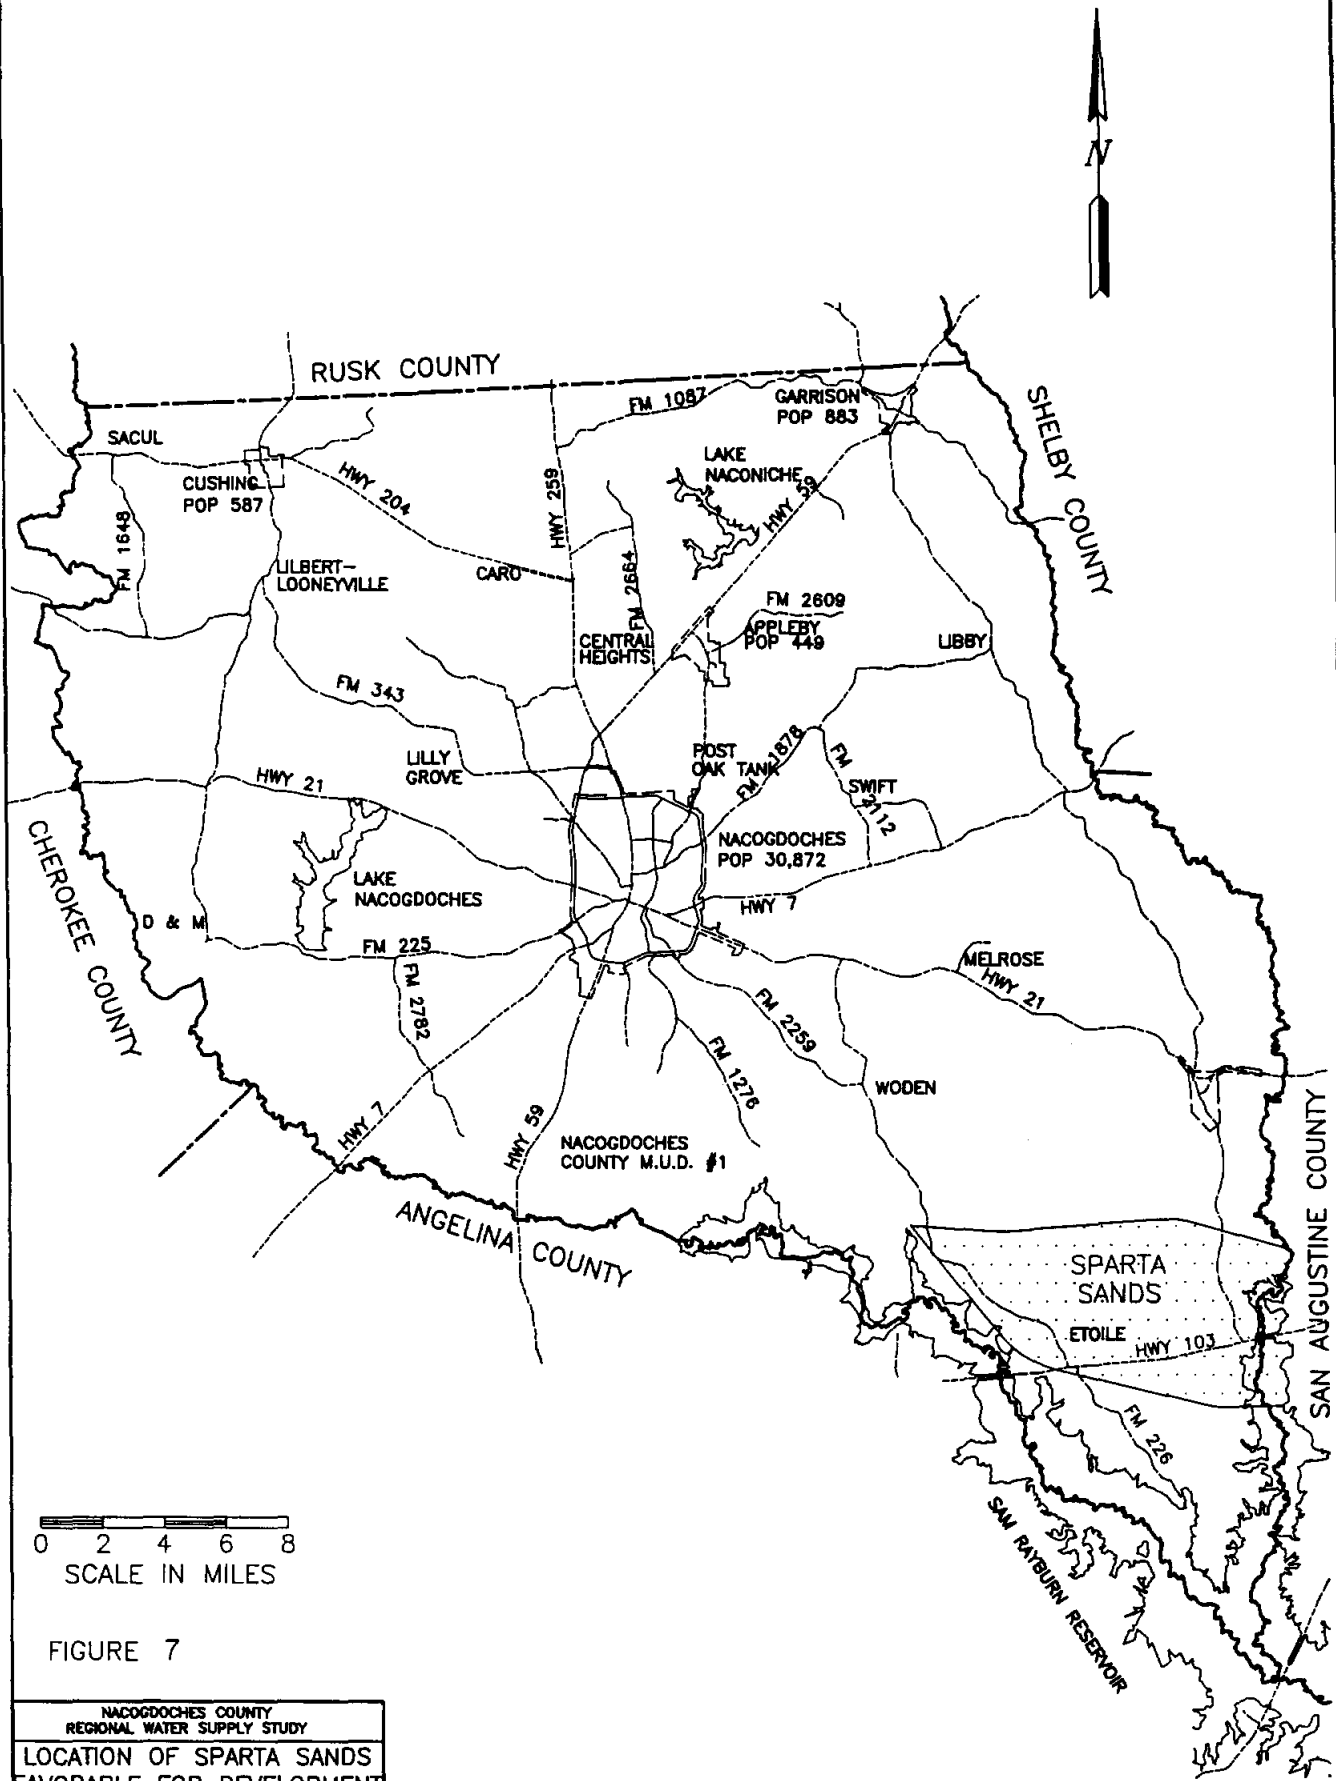 N
RUSK COUNTY
SHELBY COUNTY
FM 1087
GARRISON
POP 883
SACUL
CUSHING
POP 587
HWY 204
HWY 259
LAKE
NACONICHE
HWY 59
FM 1648
LILBERT-
LOONEYVILLE
CARO
FM 2664
FM 2609
APPLEBY
POP 449
CENTRAL
HEIGHTS
LIBBY
FM 343
LILLY
GROVE
POST
OAK TANK
FM 1878
FM 2112
SWIFT
HWY 21
NACOGDOCHES
POP 30,872
CHEROKEE COUNTY
LAKE
NACOGDOCHES
HWY 7
D & M
FM 225
FM 2782
MELROSE
HWY 21
FM 2259
FM 1276
WODEN
HWY 7
HWY 59
NACOGDOCHES
COUNTY M.U.D. #1
ANGELINA COUNTY
SAN AUGUSTINE COUNTY
SPARTA
SANDS
ETOILE
HWY 103
FM 226
SAM RAYBURN RESERVOIR
0 2 4 6 8
SCALE IN MILES
FIGURE 7
NACOGDOCHES COUNTY
REGIONAL WATER SUPPLY STUDY
LOCATION OF SPARTA SANDS
FAVORABLE FOR DEVELOPMENT